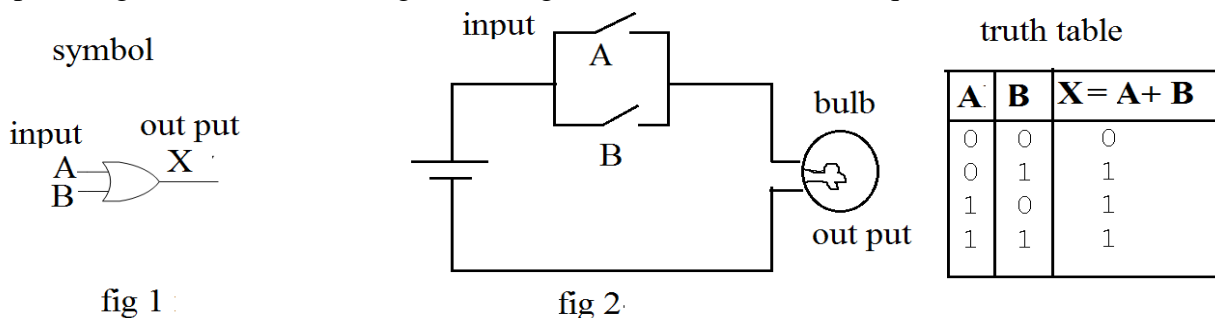 symbol
input out put
A X
B
fig 1
input
A
B
bulb
out put
fig 2
truth table
A B X = A + B
0 0 0
0 1 1
1 0 1
1 1 1